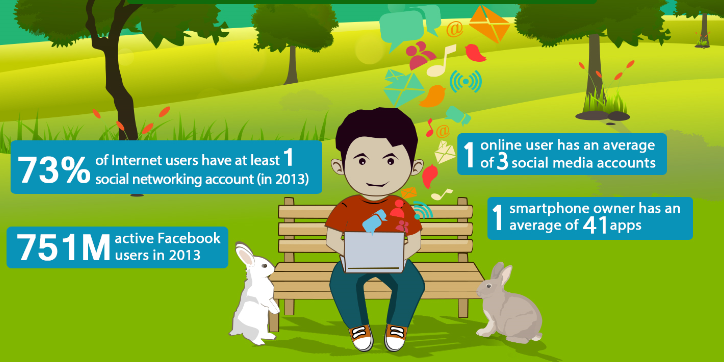 73% of Internet users have at least 1
social networking account (in 2013)
751M active Facebook
users in 2013
1 online user has an average
of 3 social media accounts
1 smartphone owner has an
average of 41 apps
@
@